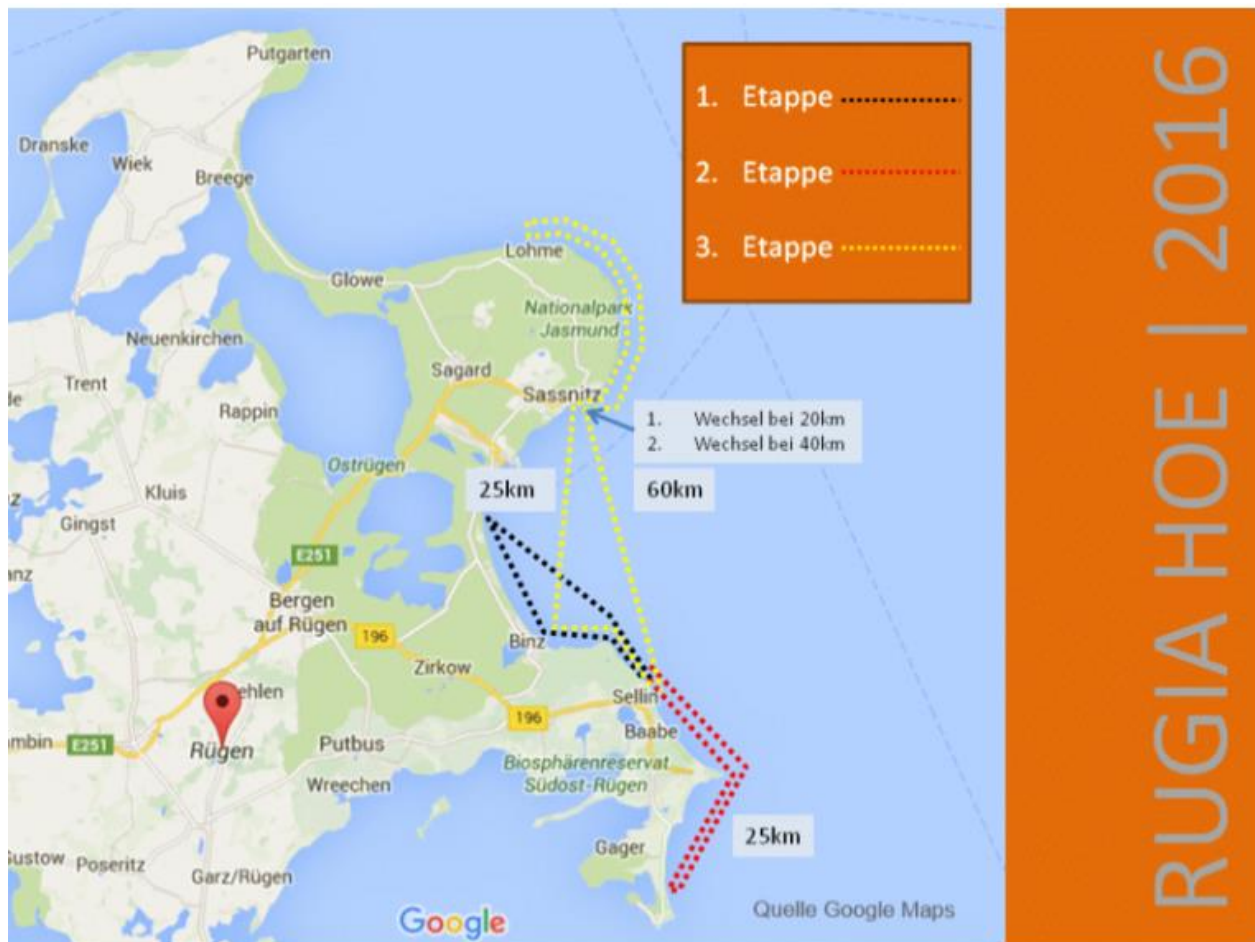 Putgarten
Dranske
Wiek
Breege
Lohme
Glowe
Nationalpark
Jasmund
Neuenkirchen
Sagard
Trent
Sassnitz
Rappin
Ostrügen
Kluis
Gingst
E251
Bergen
auf Rügen
196
Binz
Zirkow
ehlen
Sellin
196
mbin
E251
Rügen
Putbus
Baabe
Wreechen
Biosphärenreservat
Südost-Rügen
Gager
Gustow
Poseritz
Garz/Rügen
Google
Quelle Google Maps
1. Etappe
2. Etappe
3. Etappe
1. Wechsel bei 20km
2. Wechsel bei 40km
25km
60km
25km
RUGIA HOE | 2016